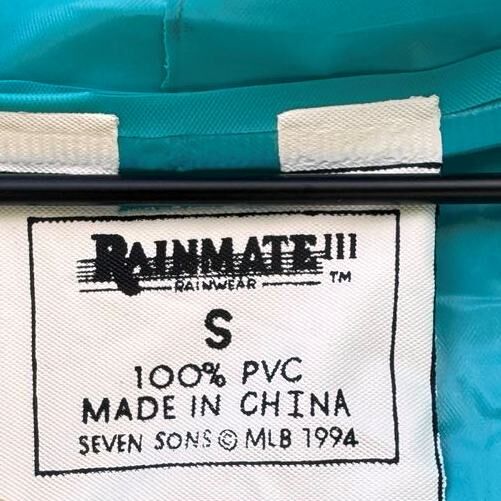 RAINMATE III
RAINWEAR TM
S
100% PVC
MADE IN CHINA
SEVEN SONS © MLB 1994